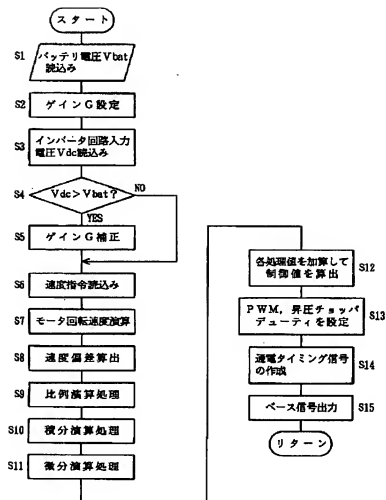 スタート
S1
バッテリ電圧Vbat
読込み
S2
ゲインG設定
S3
インバータ回路入力
電圧Vdc読込み
S4
Vdc>Vbat?
NO
YES
S5
ゲインG補正
S6
速度指令読込み
S7
モータ回転速度演算
S8
速度偏差算出
S9
比例演算処理
S10
積分演算処理
S11
微分演算処理
各処理値を加算して
制御値を算出
S12
PWM,昇圧チョッパ
デューティを設定
S13
通電タイミング信号
の作成
S14
ベース信号出力
S15
リターン